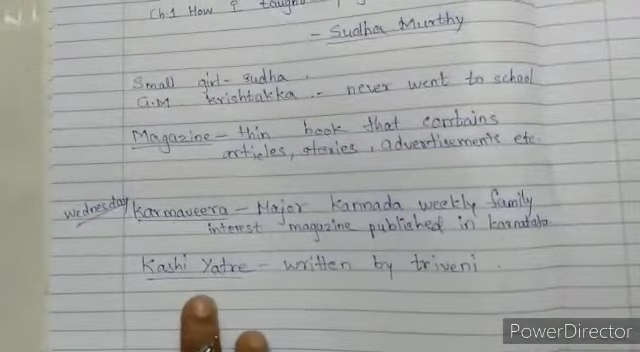 Ch.1 How I taught
- Sudha Murthy
Small girl - sudha.
G.M. Krishtakka - never went to school
Magazine - thin book that contains
articles, stories, advertisements etc.
Wednesday Karmaveera - Major Kannada weekly family
interest magazine published in Karnataka
Kashi Yatre - written by triveni.
PowerDirector